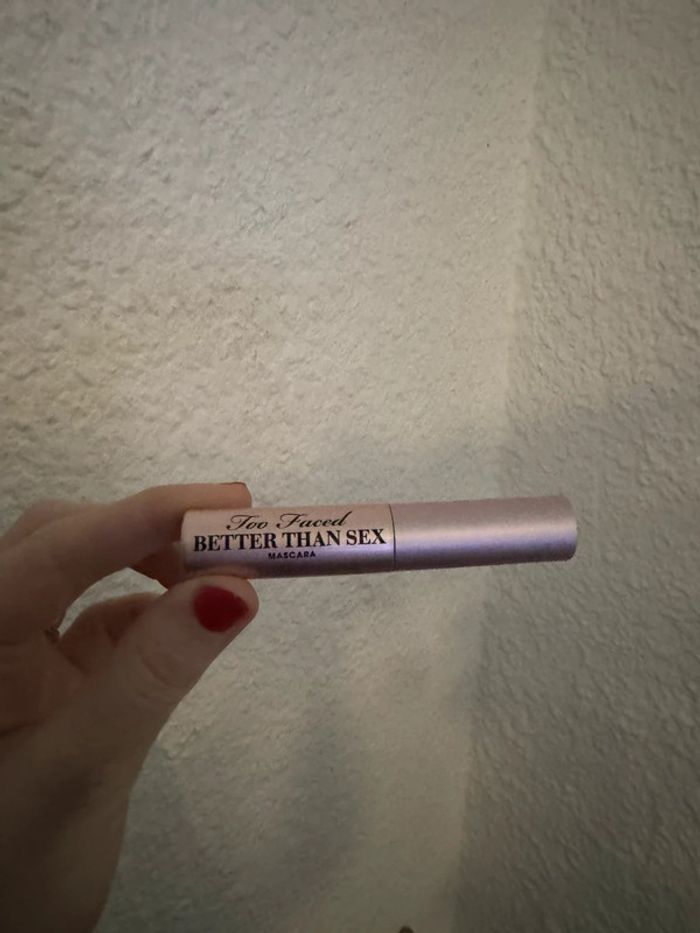 Too Faced
BETTER THAN SEX
MASCARA